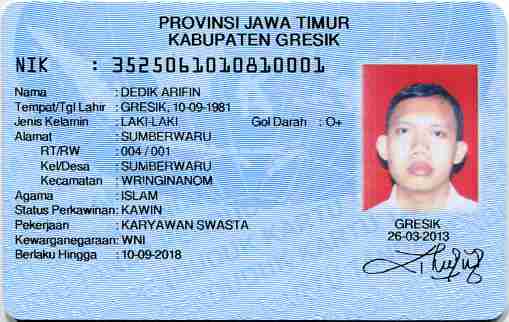 PROVINSI JAWA TIMUR
KABUPATEN GRESIK
NIK : 3525061010810001
Nama : DEDIK ARIFIN
Tempat/Tgl Lahir : GRESIK, 10-09-1981
Jenis Kelamin : LAKI-LAKI Gol Darah : O+
Alamat : SUMBERWARU
RT/RW : 004 / 001
Kel/Desa : SUMBERWARU
Kecamatan : WRINGINANOM
Agama : ISLAM
Status Perkawinan: KAWIN
Pekerjaan : KARYAWAN SWASTA
Kewarganegaraan: WNI
Berlaku Hingga : 10-09-2018
GRESIK
26-03-2013